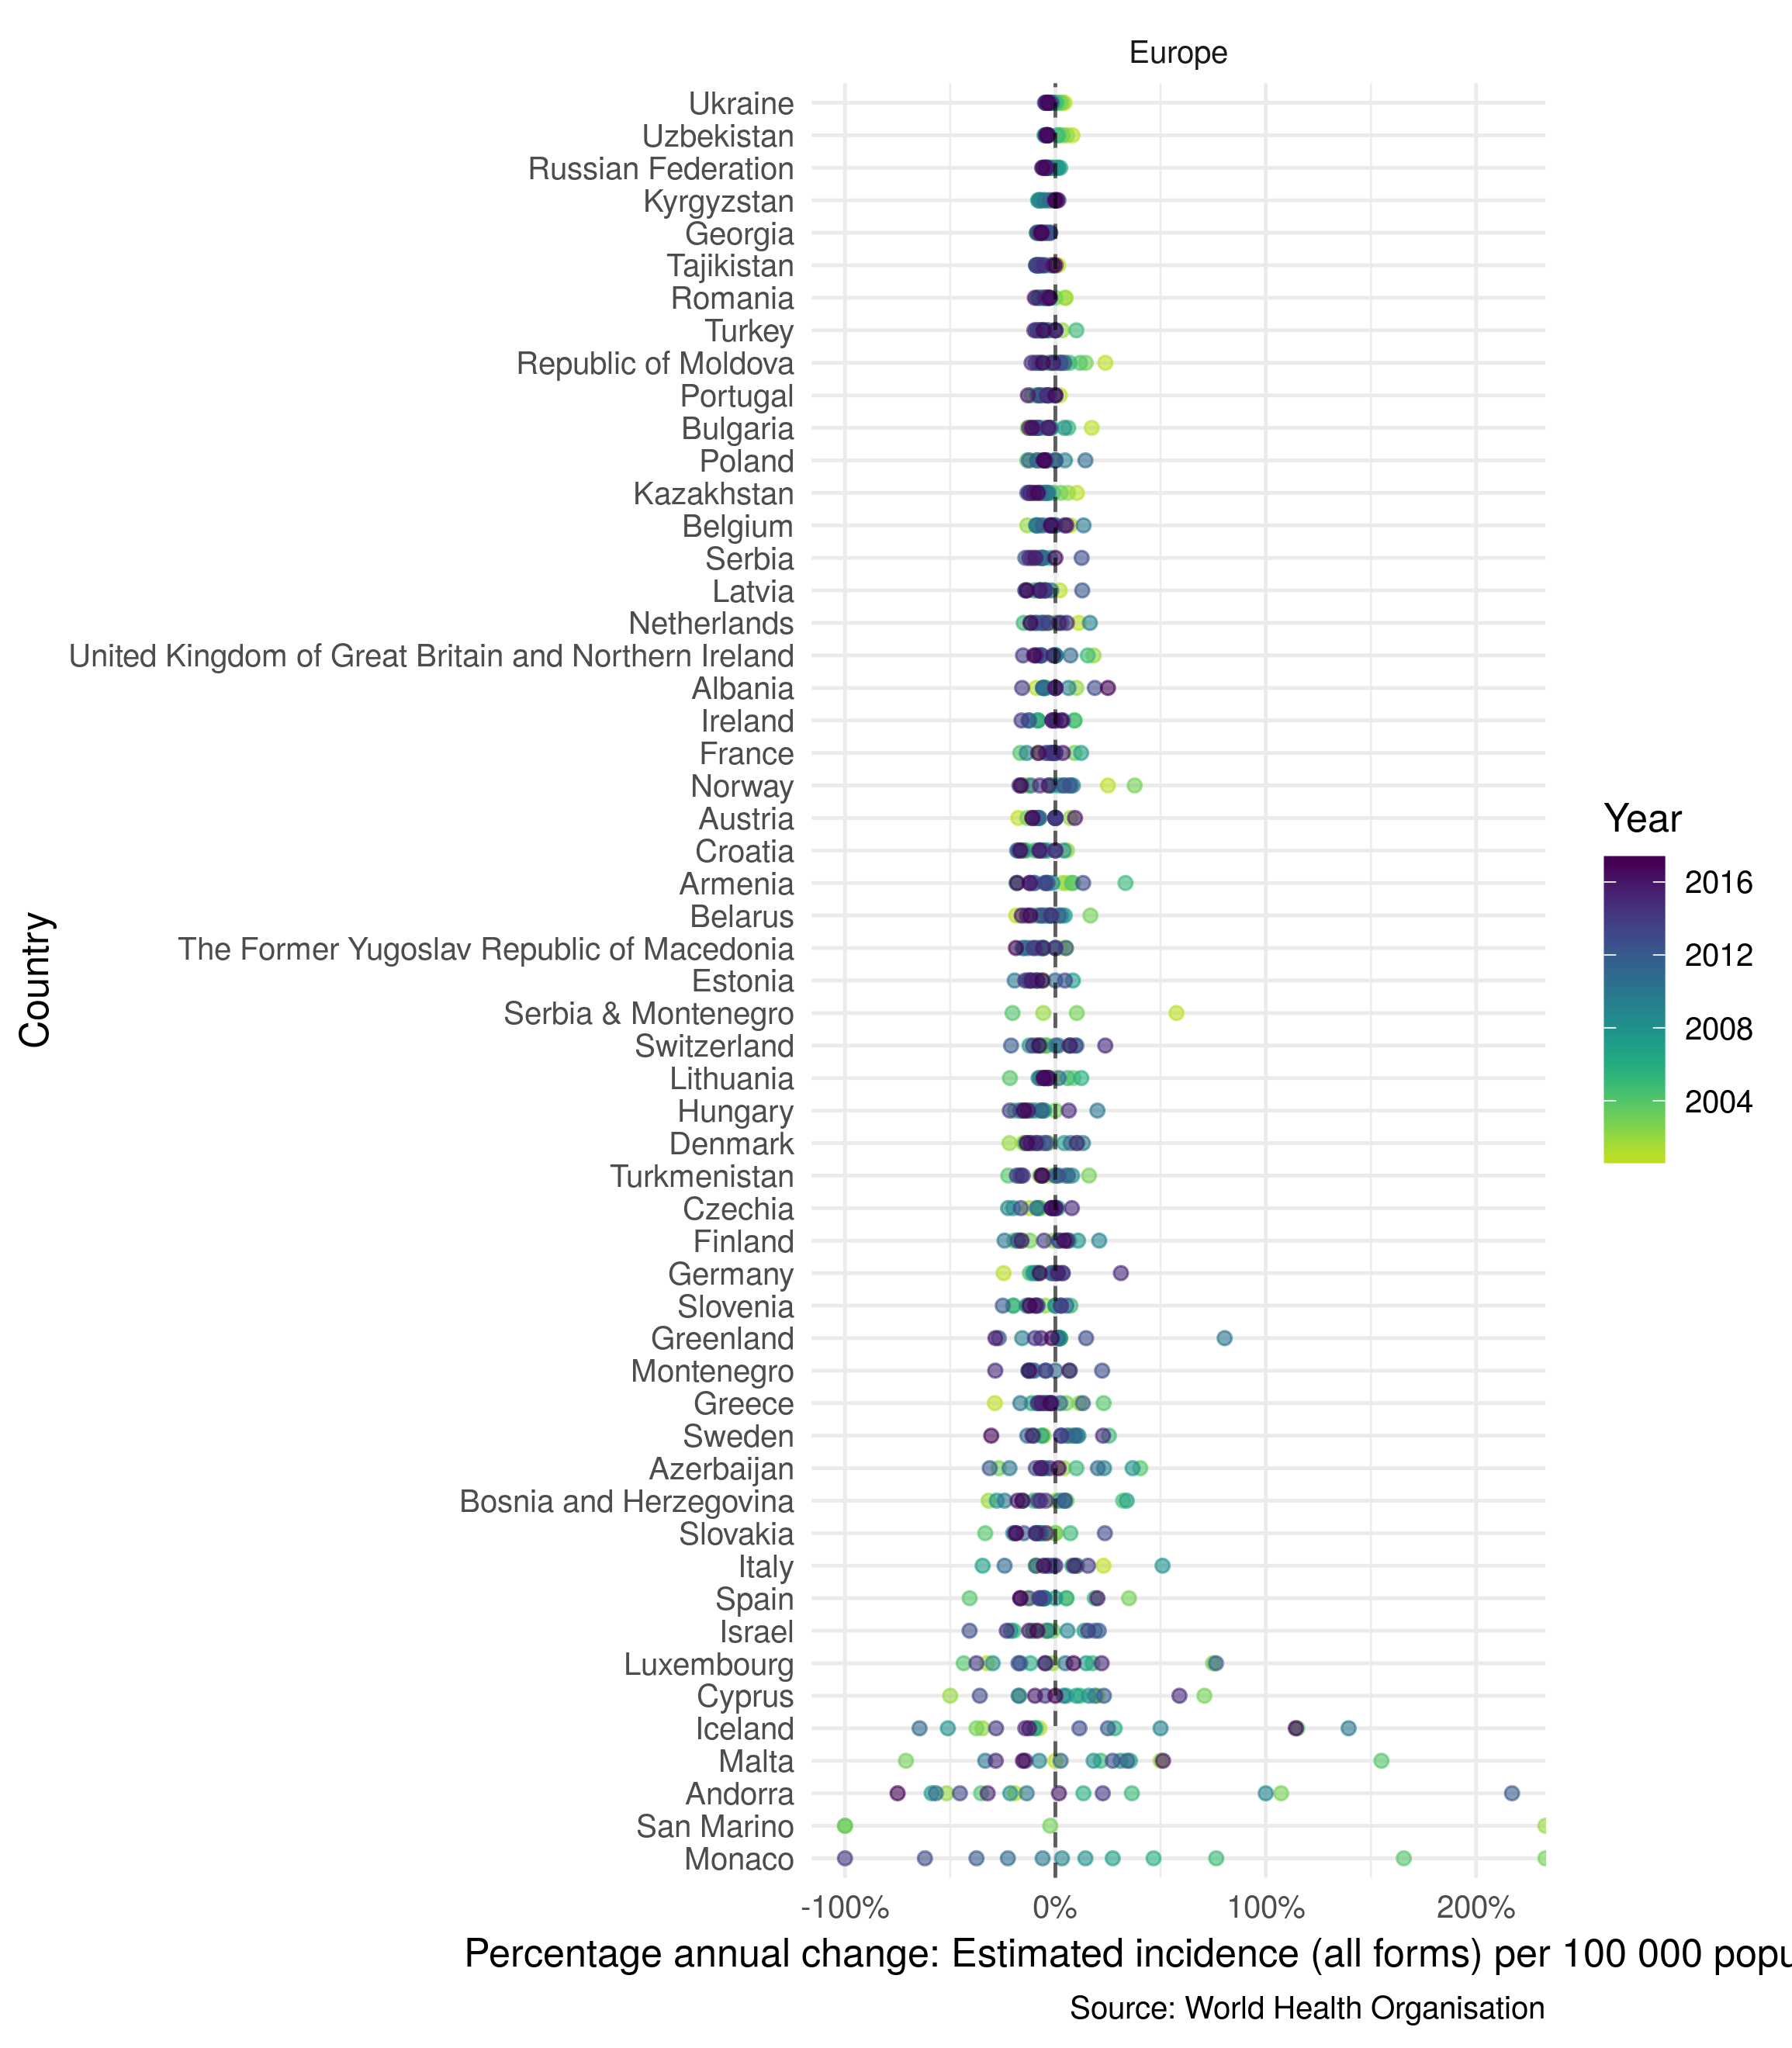 Europe
Ukraine
Uzbekistan
Russian Federation
Kyrgyzstan
Georgia
Tajikistan
Romania
Turkey
Republic of Moldova
Portugal
Bulgaria
Poland
Kazakhstan
Belgium
Serbia
Latvia
Netherlands
United Kingdom of Great Britain and Northern Ireland
Albania
Ireland
France
Norway
Austria
Croatia
Armenia
Belarus
The Former Yugoslav Republic of Macedonia
Estonia
Serbia & Montenegro
Switzerland
Lithuania
Hungary
Denmark
Turkmenistan
Czechia
Finland
Germany
Slovenia
Greenland
Montenegro
Greece
Sweden
Azerbaijan
Bosnia and Herzegovina
Slovakia
Italy
Spain
Israel
Luxembourg
Cyprus
Iceland
Malta
Andorra
San Marino
Monaco
Country
-100% 0% 100% 200%
Percentage annual change: Estimated incidence (all forms) per 100 000 popu
Source: World Health Organisation
Year
2016
2012
2008
2004